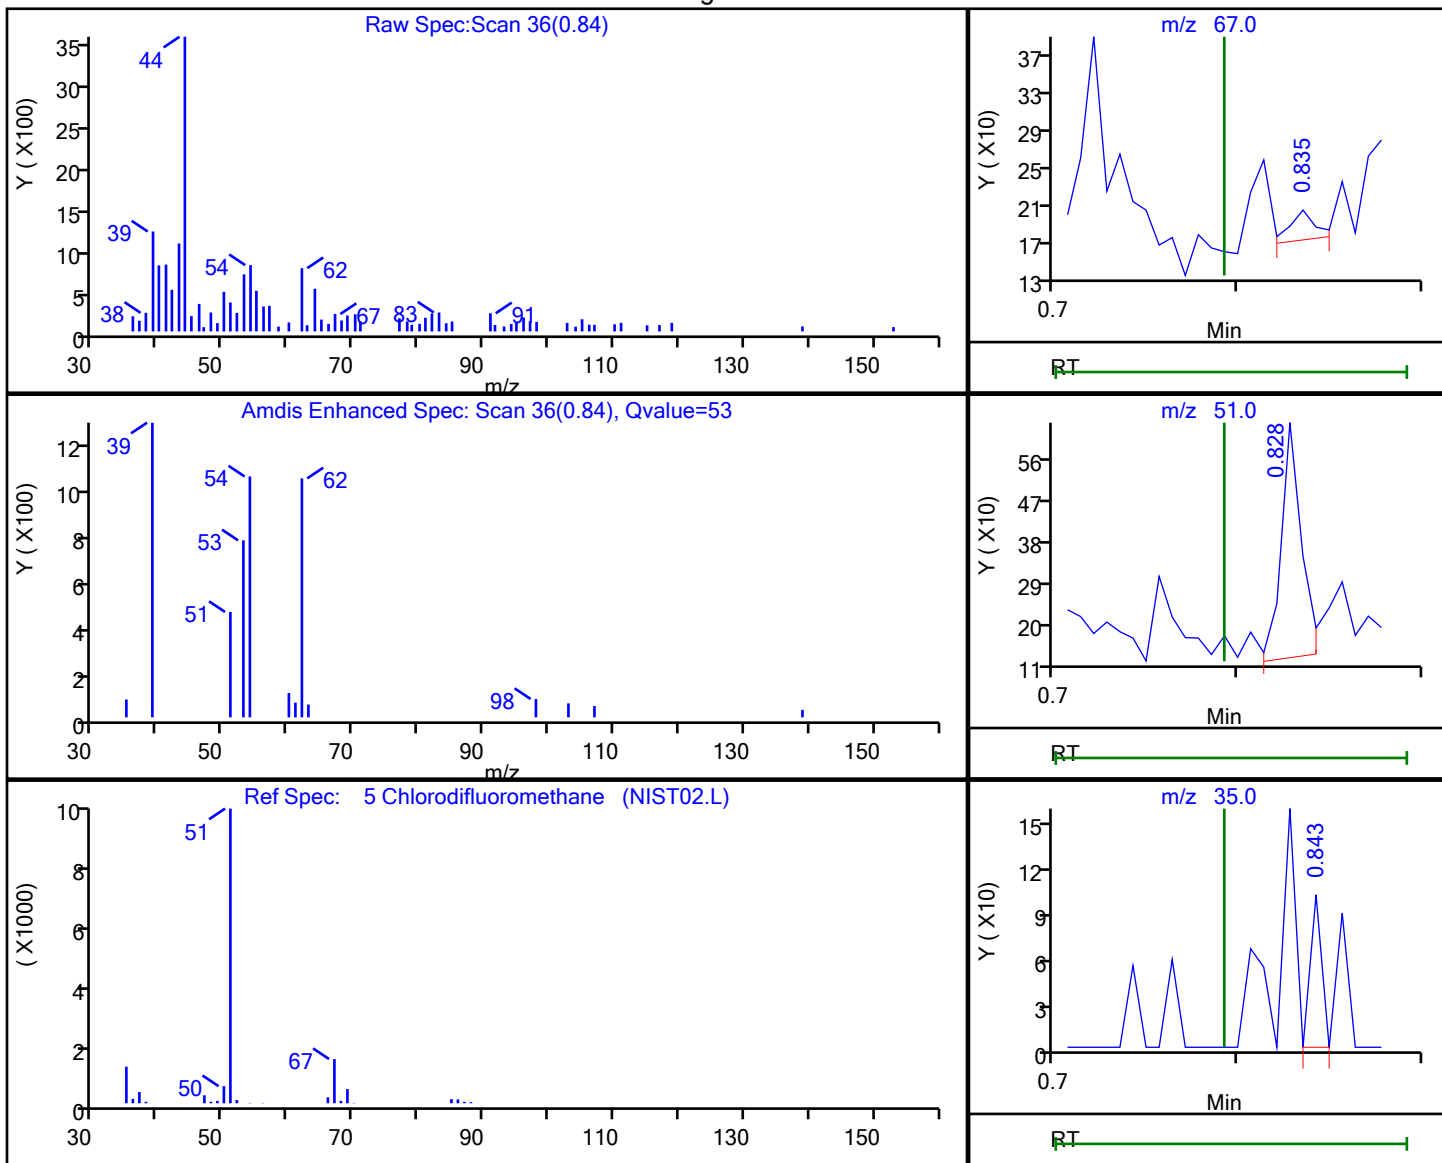 Raw Spec:Scan 36(0.84)
Y ( X100)
35
30
25
20
15
10
5
0
44
39
38
54
62
67
83
91
30 50 70 90 110 130 150
m/z
m/z 67.0
Y ( X10)
37
33
29
25
21
17
13
0.835
0.7
Min
RT
Amdis Enhanced Spec: Scan 36(0.84), Qvalue=53
Y ( X100)
12
10
8
6
4
2
0
39
54
62
53
51
98
30 50 70 90 110 130 150
m/z
m/z 51.0
Y ( X10)
56
47
38
29
20
11
0.828
0.7
Min
RT
Ref Spec: 5 Chlorodifluoromethane (NIST02.L)
( X1000)
10
8
6
4
2
0
51
50
67
30 50 70 90 110 130 150
m/z 35.0
Y ( X10)
15
12
9
6
3
0
0.843
0.7
Min
RT